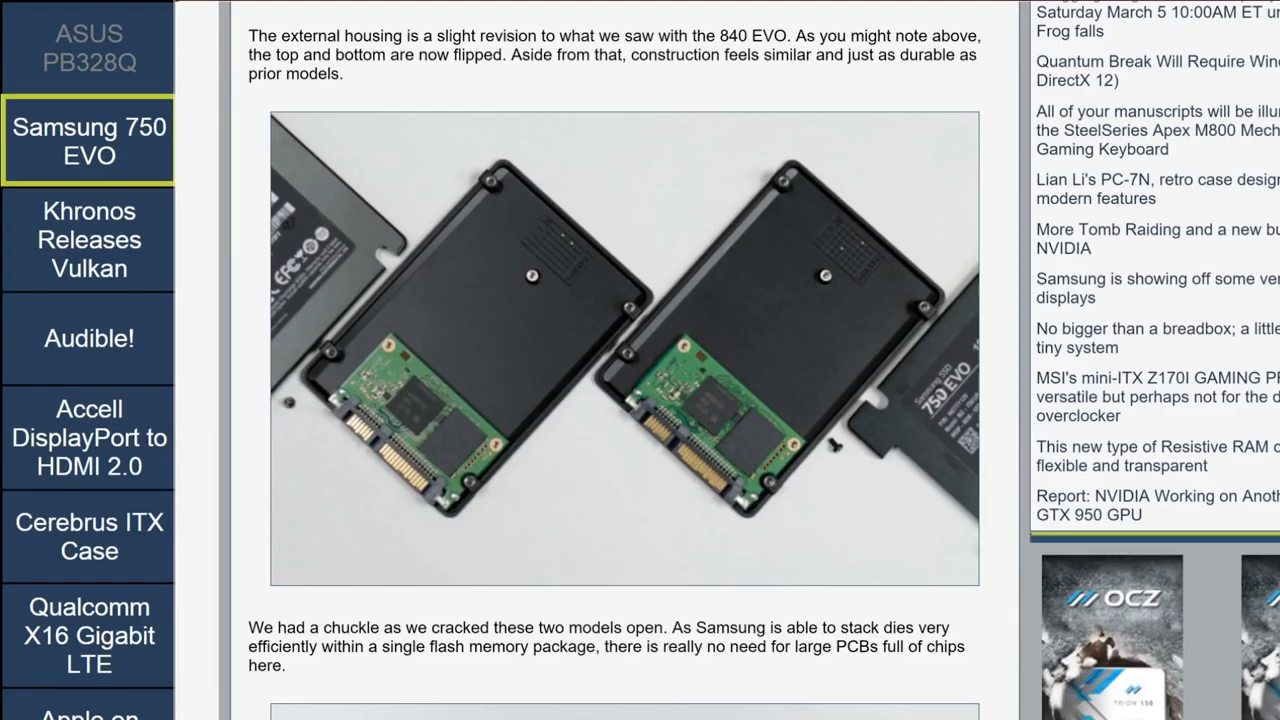 ASUS
PB328Q
Samsung 750
EVO
Khronos
Releases
Vulkan
Audible!
Accell
DisplayPort to
HDMI 2.0
Cerebrus ITX
Case
Qualcomm
X16 Gigabit
LTE
Apple on
The external housing is a slight revision to what we saw with the 840 EVO. As you might note above,
the top and bottom are now flipped. Aside from that, construction feels similar and just as durable as
prior models.
SAMSUNG SSD
750 EVO
We had a chuckle as we cracked these two models open. As Samsung is able to stack dies very
efficiently within a single flash memory package, there is really no need for large PCBs full of chips
here.
Saturday March 5 10:00AM ET
Frog falls
Quantum Break Will Require
DirectX 12)
All of your manuscripts will be
the SteelSeries Apex M800
Gaming Keyboard
Lian Li's PC-7N, retro case
modern features
More Tomb Raiding and a new
NVIDIA
Samsung is showing off some
displays
No bigger than a breadbox; a little
tiny system
MSI's mini-ITX Z170I GAMING
versatile but perhaps not for the
overclocker
This new type of Resistive RAM
flexible and transparent
Report: NVIDIA Working on
GTX 950 GPU
OCZ
TRION 150